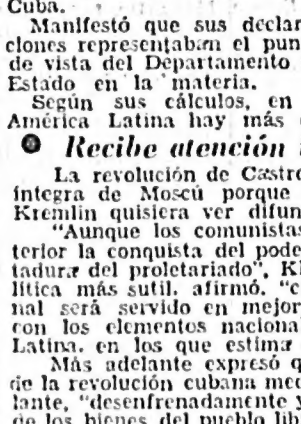 Cuba.
Manifestó que sus declar
ciones representaban el pun
de vista del Departamento
Estado en la materia.
Según sus cálculos, en
América Latina hay más
Recibe atención
La revolución de Castro
íntegra de Moscú porque
Kremlin quisiera ver difun
"Aunque los comunistas
terior la conquista del pode
tadura del proletariado", K
lítica más sutil, afirmó, "c
nal será servido en mejor
con los elementos naciona
Latina, en los que estima
Más adelante expresó q
de la revolución cubana med
lante, "desenfrenadamente y
de los bienes del pueblo lib